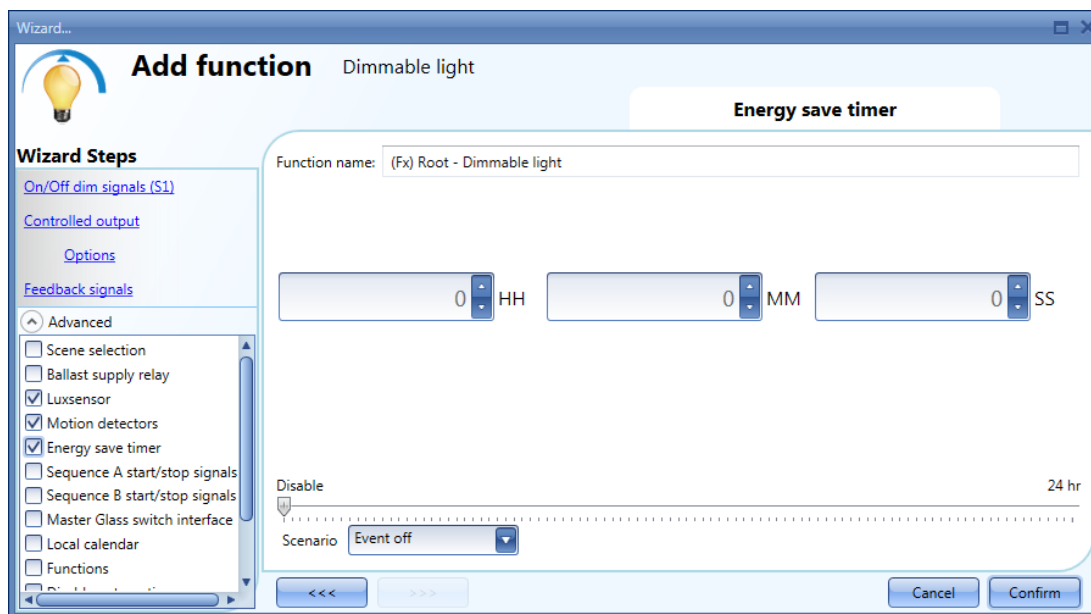 Wizard...
Add function Dimmable light
Energy save timer
Wizard Steps
On/Off dim signals (S1)
Controlled output
Options
Feedback signals
Advanced
Scene selection
Ballast supply relay
Luxsensor
Motion detectors
Energy save timer
Sequence A start/stop signals
Sequence B start/stop signals
Master Glass switch interface
Local calendar
Functions
Function name: (Fx) Root - Dimmable light
0 HH 0 MM 0 SS
Disable 24 hr
Scenario Event off
<<< >>> Cancel Confirm